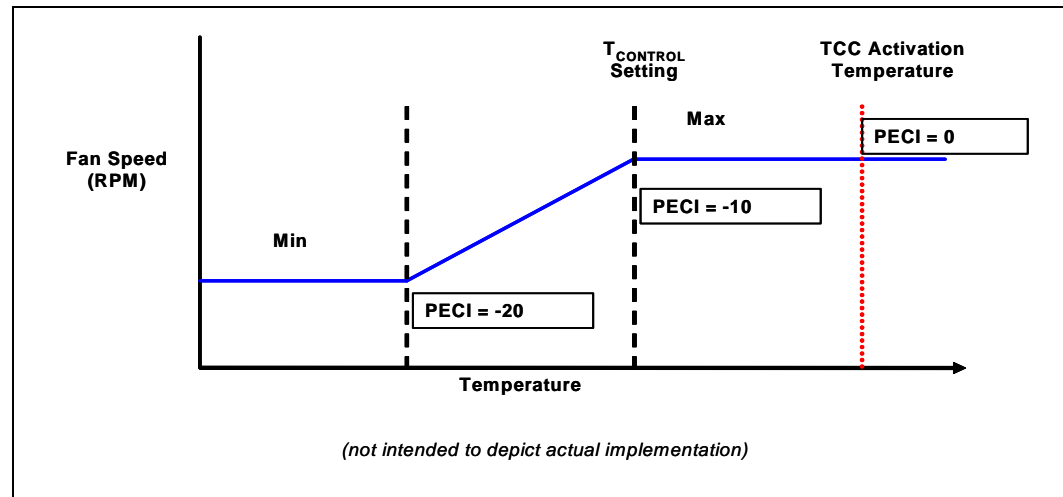 T_CONTROL
Setting
TCC Activation
Temperature
Max
PECI = 0
Fan Speed
(RPM)
PECI = -10
Min
PECI = -20
Temperature
(not intended to depict actual implementation)